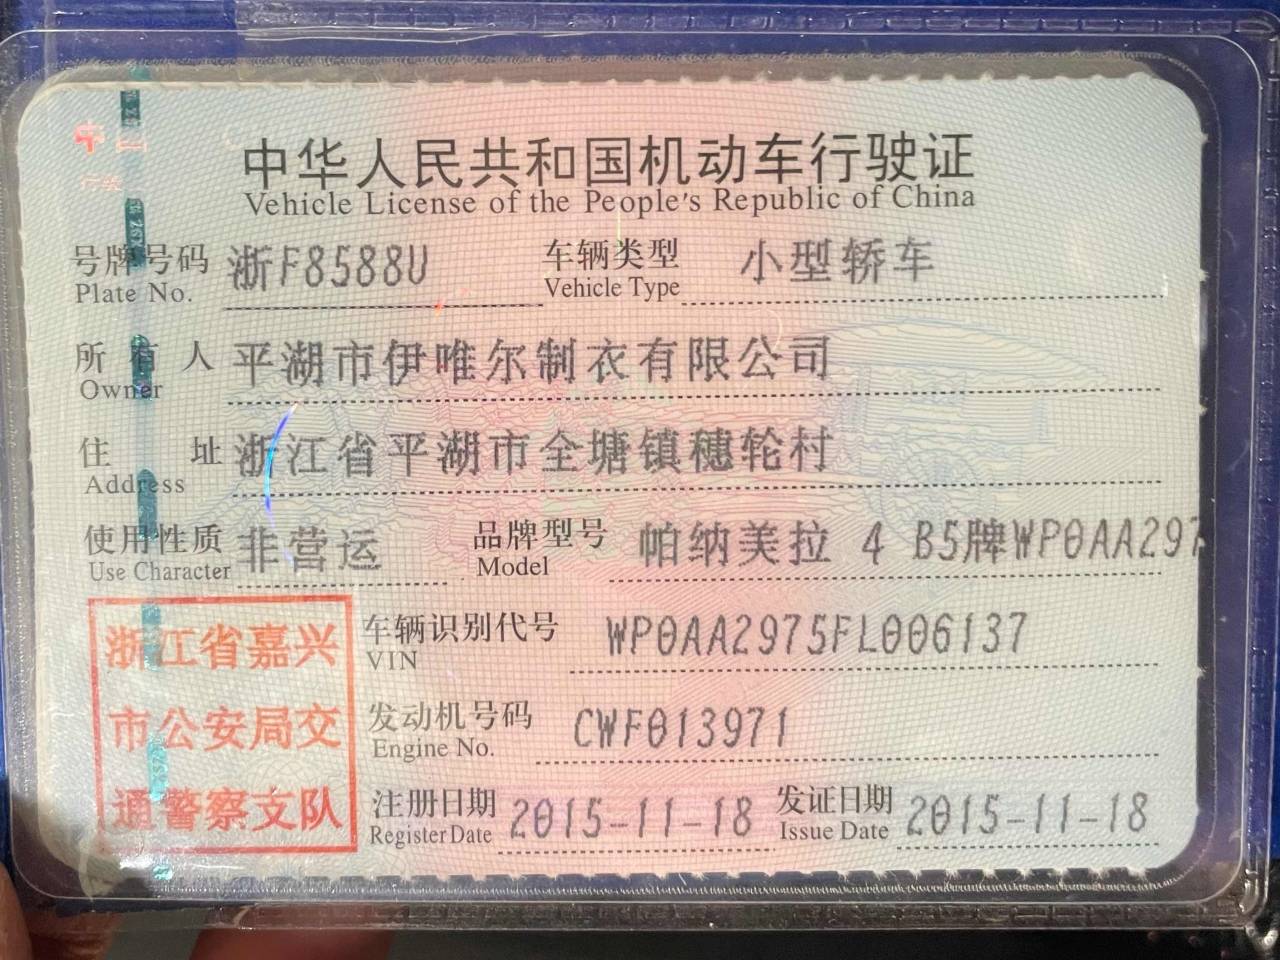 中华人民共和国机动车行驶证
Vehicle License of the People's Republic of China
号牌号码 浙F8588U 车辆类型 小型轿车
Plate No. Vehicle Type
所有人 平湖市伊唯尔制衣有限公司
Owner
住址 浙江省平湖市全塘镇穗轮村
Address
使用性质 非营运 品牌型号 帕纳美拉 4 B5牌WP0AA297
Use Character Model
浙江省嘉兴
市公安局交
通警察支队
车辆识别代号 WP0AA2975FL006137
VIN
发动机号码 CWF013971
Engine No.
注册日期 2015-11-18 发证日期 2015-11-18
Register Date Issue Date